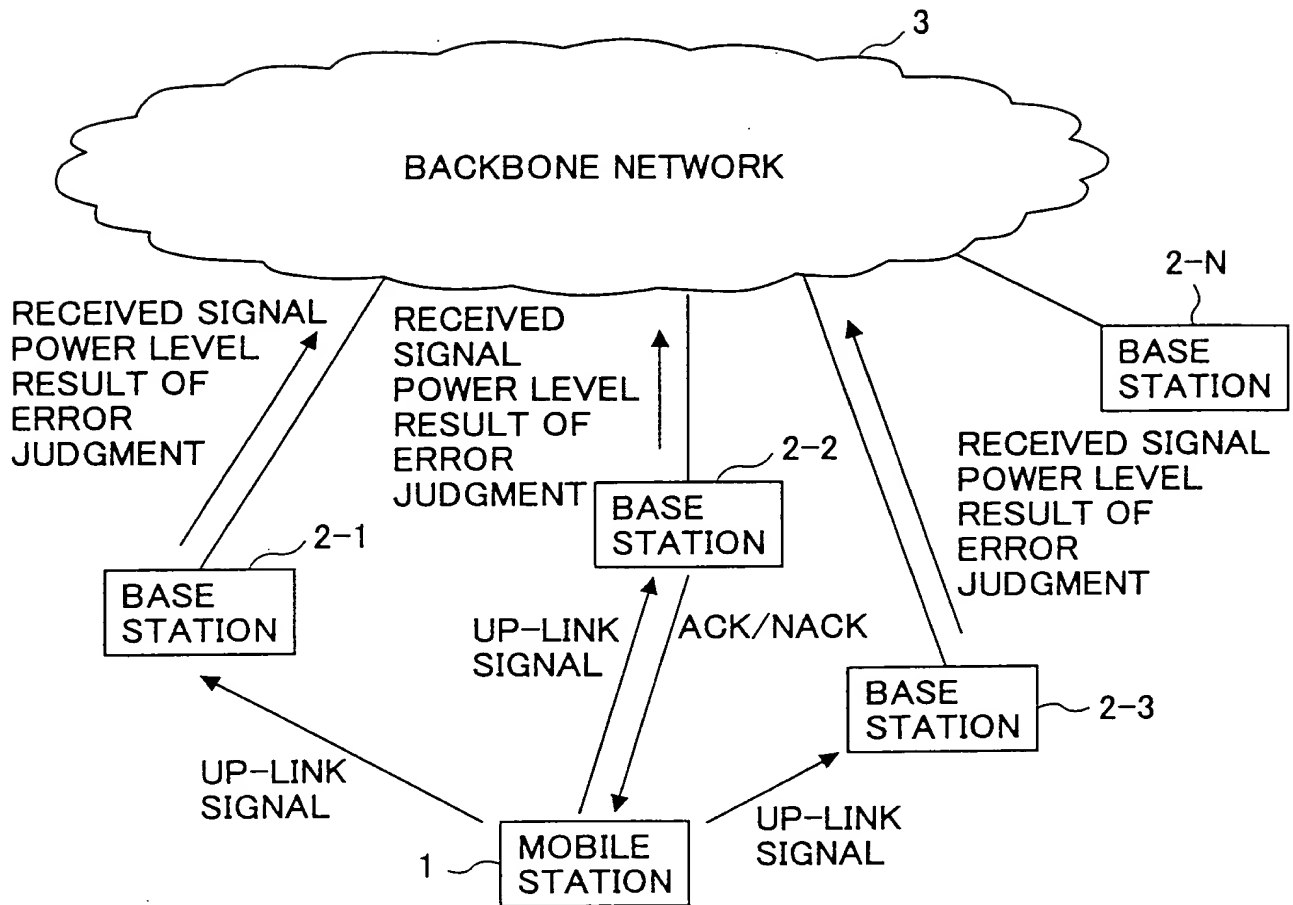 3
BACKBONE NETWORK
2-N
BASE
STATION
RECEIVED SIGNAL
POWER LEVEL
RESULT OF
ERROR
JUDGMENT
RECEIVED
SIGNAL
POWER LEVEL
RESULT OF
ERROR
JUDGMENT
2-2
BASE
STATION
RECEIVED SIGNAL
POWER LEVEL
RESULT OF
ERROR
JUDGMENT
2-1
BASE
STATION
UP-LINK
SIGNAL
ACK/NACK
BASE
STATION
2-3
UP-LINK
SIGNAL
UP-LINK
SIGNAL
1
MOBILE
STATION